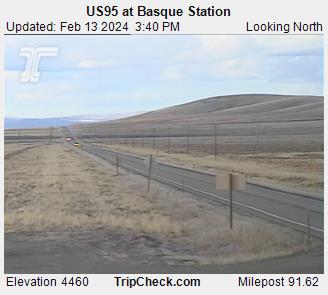 US95 at Basque Station
Updated: Feb 13 2024 3:40 PM Looking North
Elevation 4460 TripCheck.com Milepost 91.62